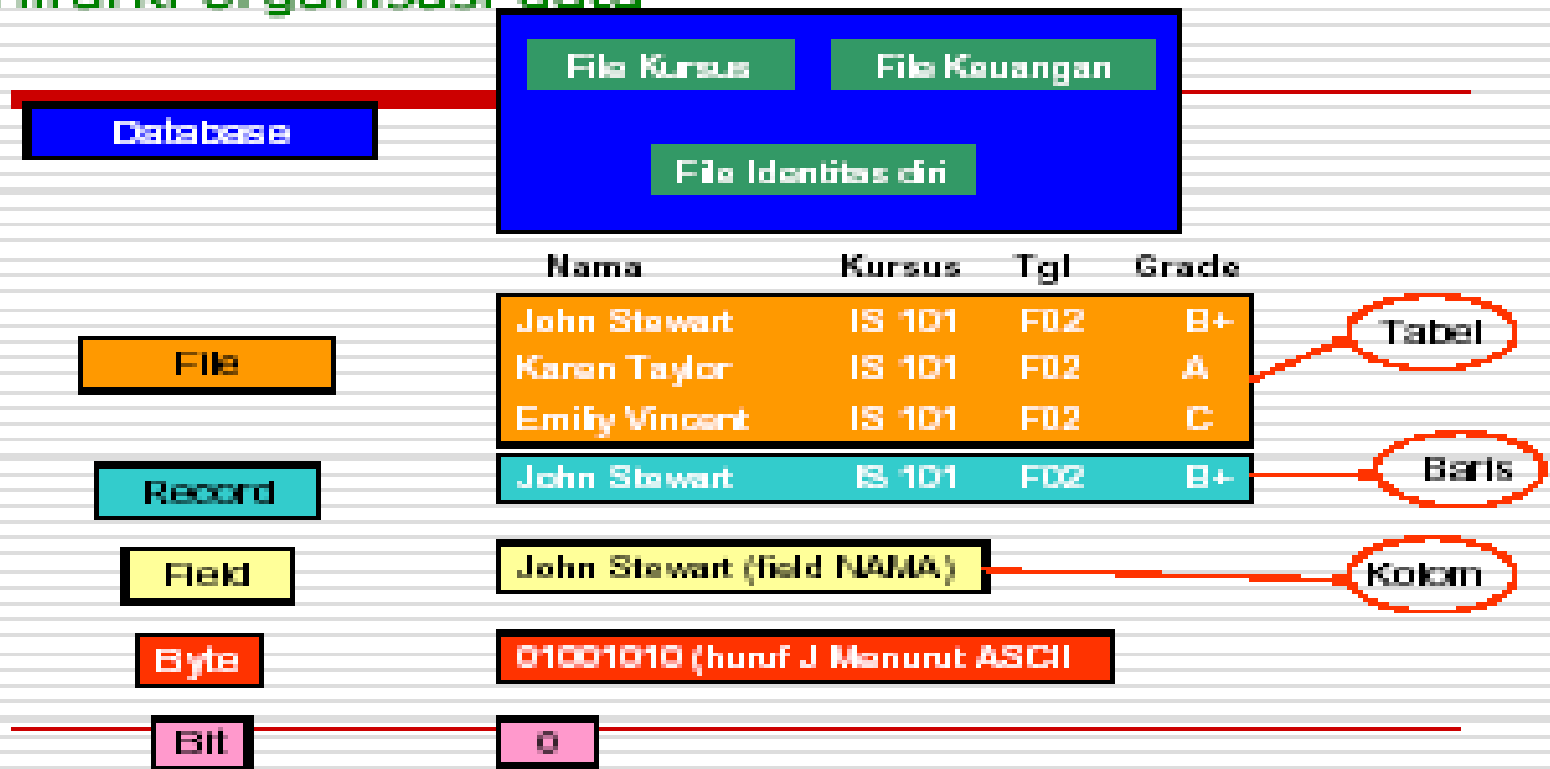 organisasi data
File Kursus File Keuangan
Database
File Identitas diri
Nama Kursus Tgl Grade
John Stewart IS 101 F02 B+
Tabel
File
Karen Taylor IS 101 F02 A
Emily Vincent IS 101 F02 C
Record
John Stewart IS 101 F02 B+
Baris
Field
John Stewart (field NAMA)
Kolom
Byte
01001010 (huruf J Menurut ASCII
Bit
0